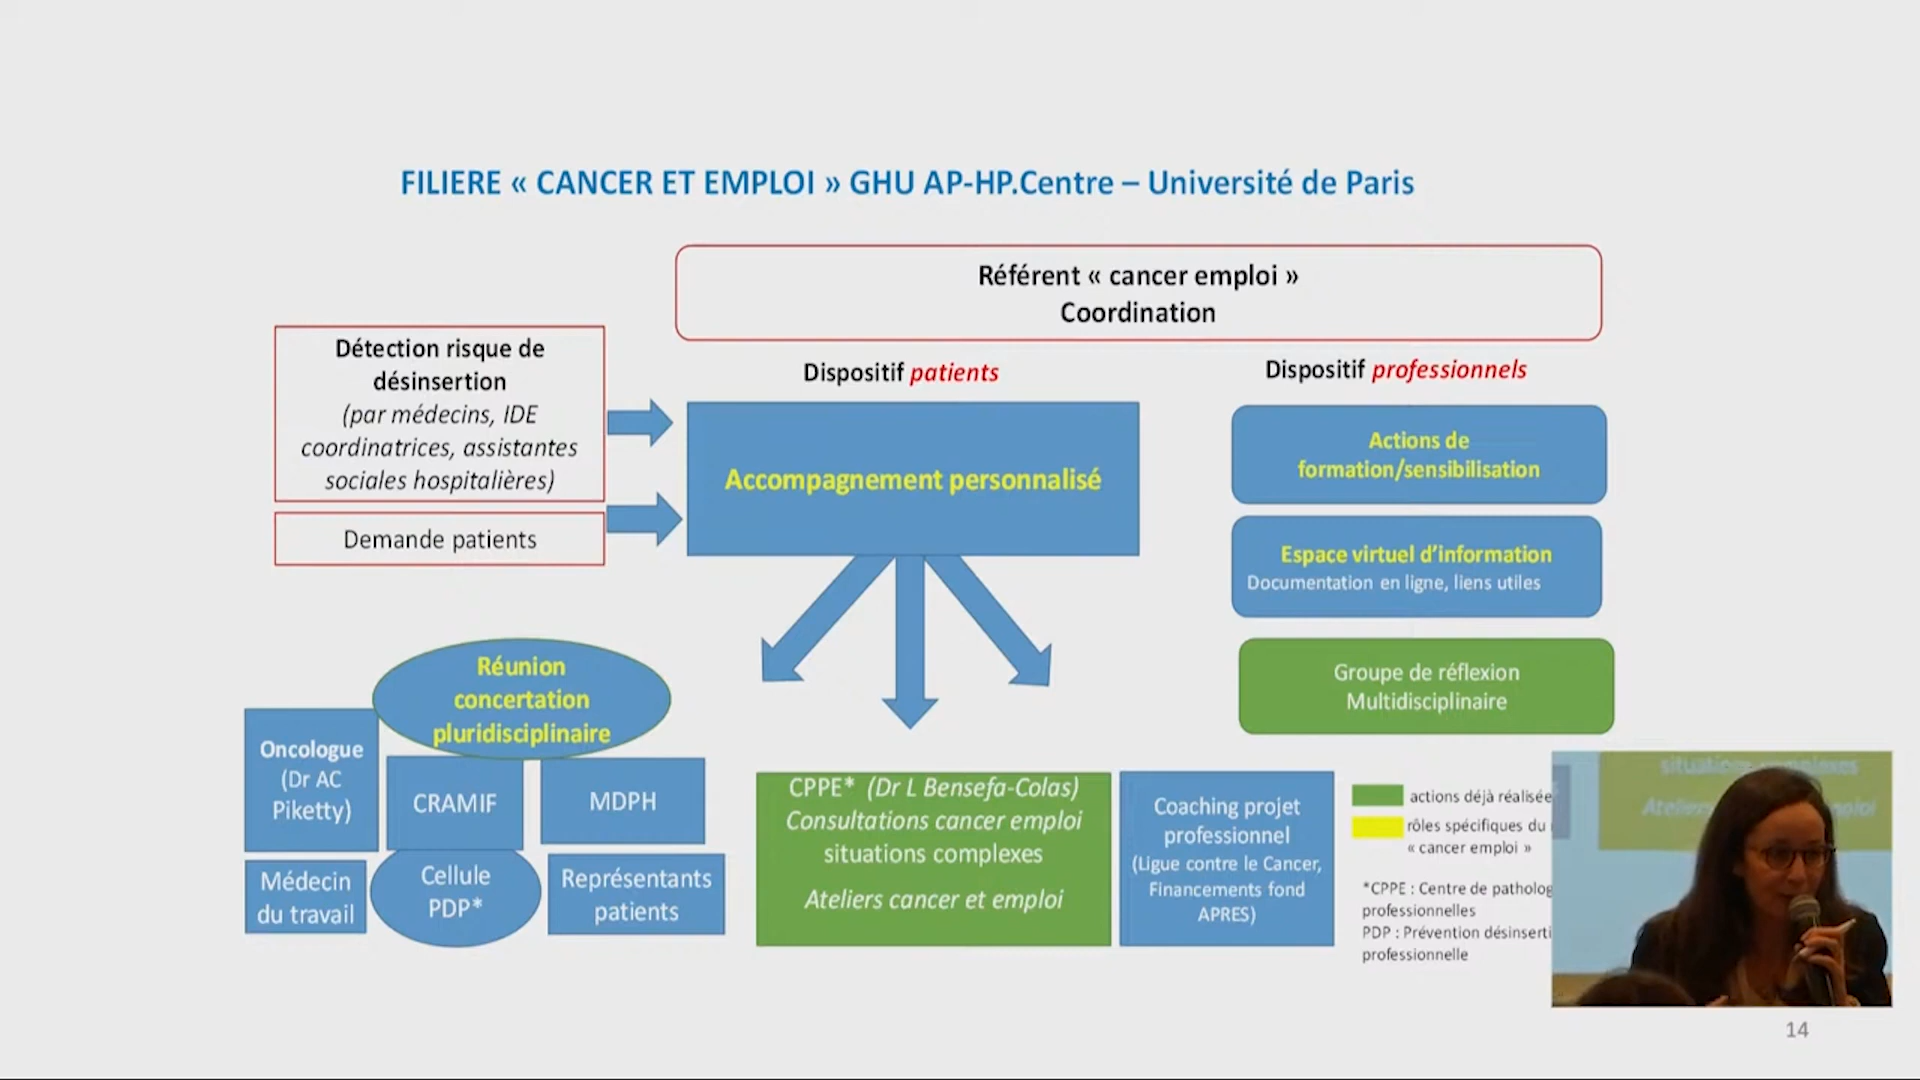 FILIERE « CANCER ET EMPLOI » GHU AP-HP.Centre – Université de Paris
Référent « cancer emploi »
Coordination
Détection risque de
désinsertion
(par médecins, IDE
coordinatrices, assistantes
sociales hospitalières)
Demande patients
Dispositif patients
Accompagnement personnalisé
Dispositif professionnels
Actions de
formation/sensibilisation
Espace virtuel d’information
Documentation en ligne, liens utiles
Groupe de réflexion
Multidisciplinaire
Réunion
concertation
pluridisciplinaire
Oncologue
(Dr AC
Piketty)
CRAMIF
MDPH
Médecin
du travail
Cellule
PDP*
Représentants
patients
CPPE* (Dr L Bensefa-Colas)
Consultations cancer emploi
situations complexes
Ateliers cancer et emploi
Coaching projet
professionnel
(Ligue contre le Cancer,
Financements fond
APRES)
actions déjà réalisée
rôles spécifiques du
« cancer emploi »
*CPPE : Centre de patholog
professionnelles
PDP : Prévention désinserti
professionnelle
situations complexes
14